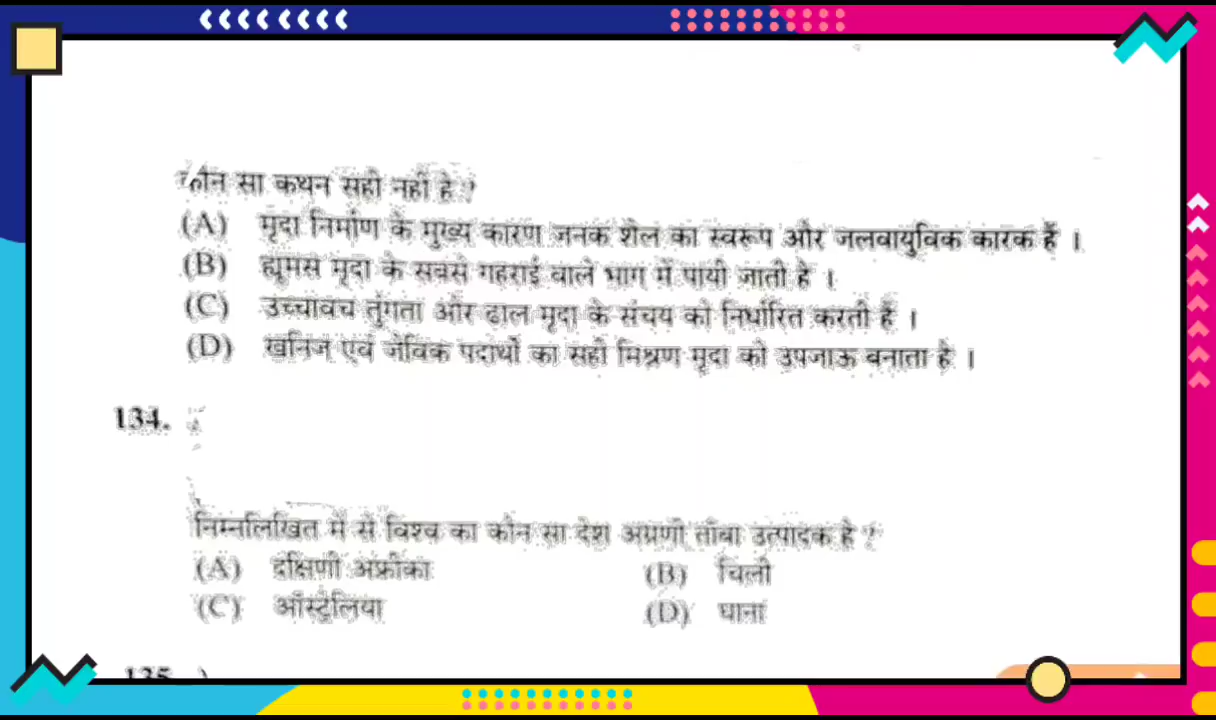 कौन सा कथन सही नहीं है ?
(A) मृदा निर्माण के मुख्य कारण जनक शैल का स्वरूप और जलवायुविक कारक हैं ।
(B) ह्यूमस मृदा के सबसे गहराई वाले भाग में पायी जाती है ।
(C) उच्चावच तुंगता और ढाल मृदा के संचय को निर्धारित करती हैं ।
(D) खनिज एवं जैविक पदार्थों का सही मिश्रण मृदा को उपजाऊ बनाता है ।
134.
निम्नलिखित में से विश्व का कौन सा देश अग्रणी ताँबा उत्पादक है ?
(A) दक्षिणी अफ्रीका (B) चिली
(C) ऑस्ट्रेलिया (D) घाना